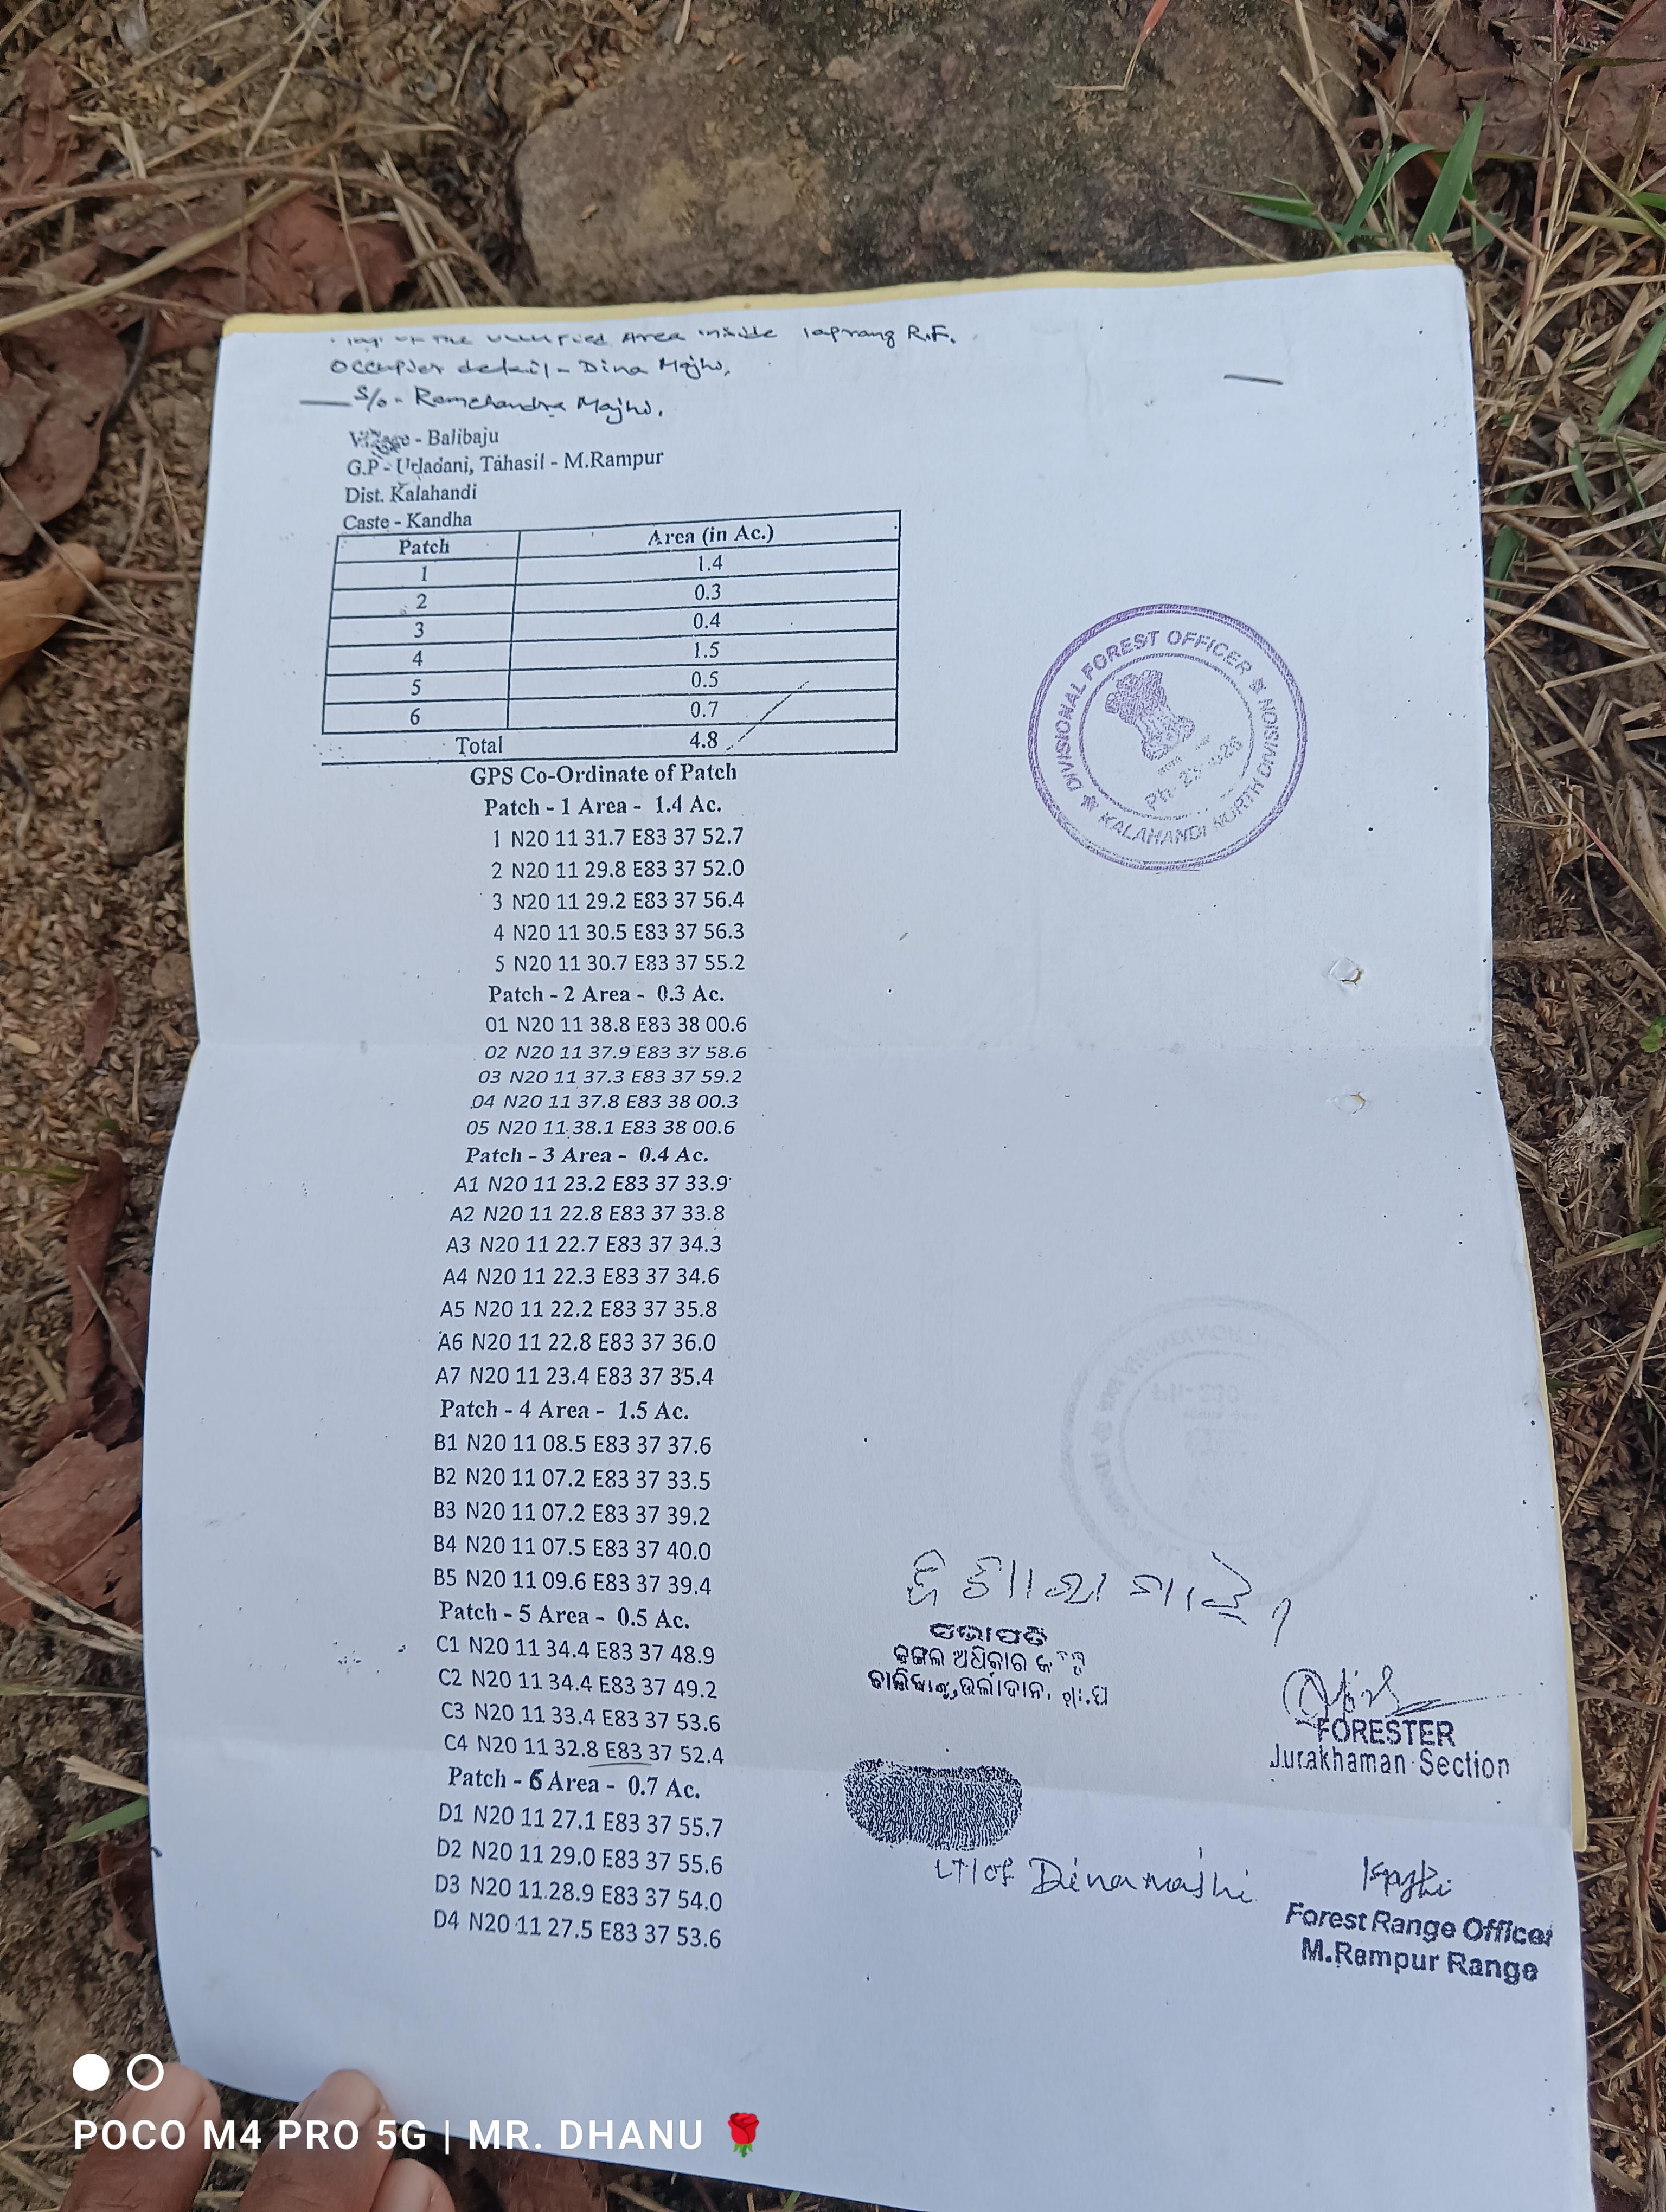 of the Area inside laprang R.F.
Occupier detail - Dina Majhi,
S/o - Ramchandra Majhi.
Village - Balibaju
G.P - Urladani, Tahasil - M.Rampur
Dist. Kalahandi
Caste - Kandha
Patch Area (in Ac.)
1 1.4
2 0.3
3 0.4
4 1.5
5 0.5
6 0.7
Total 4.8
GPS Co-Ordinate of Patch
Patch - 1 Area - 1.4 Ac.
1 N20 11 31.7 E83 37 52.7
2 N20 11 29.8 E83 37 52.0
3 N20 11 29.2 E83 37 56.4
4 N20 11 30.5 E83 37 56.3
5 N20 11 30.7 E83 37 55.2
Patch - 2 Area - 0.3 Ac.
01 N20 11 38.8 E83 38 00.6
02 N20 11 37.9 E83 37 58.6
03 N20 11 37.3 E83 37 59.2
04 N20 11 37.8 E83 38 00.3
05 N20 11 38.1 E83 38 00.6
Patch - 3 Area - 0.4 Ac.
A1 N20 11 23.2 E83 37 33.9
A2 N20 11 22.8 E83 37 33.8
A3 N20 11 22.7 E83 37 34.3
A4 N20 11 22.3 E83 37 34.6
A5 N20 11 22.2 E83 37 35.8
A6 N20 11 22.8 E83 37 36.0
A7 N20 11 23.4 E83 37 35.4
Patch - 4 Area - 1.5 Ac.
B1 N20 11 08.5 E83 37 37.6
B2 N20 11 07.2 E83 37 33.5
B3 N20 11 07.2 E83 37 39.2
B4 N20 11 07.5 E83 37 40.0
B5 N20 11 09.6 E83 37 39.4
Patch - 5 Area - 0.5 Ac.
C1 N20 11 34.4 E83 37 48.9
C2 N20 11 34.4 E83 37 49.2
C3 N20 11 33.4 E83 37 53.6
C4 N20 11 32.8 E83 37 52.4
Patch - 6 Area - 0.7 Ac.
D1 N20 11 27.1 E83 37 55.7
D2 N20 11 29.0 E83 37 55.6
D3 N20 11 28.9 E83 37 54.0
D4 N20 11 27.5 E83 37 53.6
DIVISIONAL FOREST OFFICER
KALAHANDI NORTH DIVISION
ସଭାପତି
ଜଙ୍ଗଲ ଅଧିକାର
FORESTER
Jurakhaman Section
LTI of Dina majhi
Forest Range Officer
M.Rampur Range
POCO M4 PRO 5G | MR. DHANU 🌹